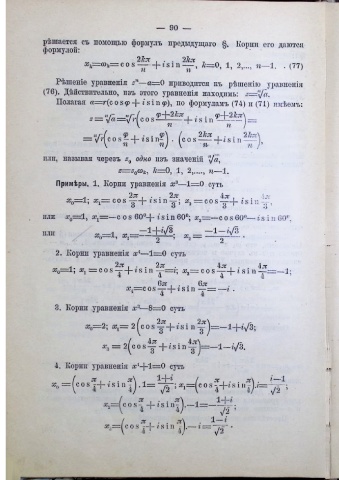 — 90 —
рѣшается съ помощью формулъ предыдущаго §. Корни его даются
формулой:
xₖ=αₖ=cos 2kπ/n + i sin 2kπ/n, k=0, 1, 2,..., n—1. . (77)
Рѣшеніе уравненія zⁿ—a=0 приводится къ рѣшенію уравненія
(76). Дѣйствительно, изъ этого уравненія находимъ: z=ⁿ√a.
Полагая a=r(cosφ+i sinφ), по формуламъ (74) и (71) имѣемъ:
z=ⁿ√a=ⁿ√r(cos (φ+2kπ)/n + i sin (φ+2kπ)/n)=
=ⁿ√r(cos φ/n + i sin φ/n) . (cos 2kπ/n + i sin 2kπ/n),
или, называя черезъ z₀ одно изъ значеній ⁿ√a,
z=z₀αₖ, k=0, 1, 2,...., n—1.
Примѣры. 1. Корни уравненія x³—1=0 суть
x₀=1; x₁= cos 2π/3 + i sin 2π/3; x₂=cos 4π/3 + i sin 4π/3,
или x₀=1, x₁=—cos 60°+i sin 60°; x₂=—cos 60°—i sin 60°,
или x₀=1, x₁= (—1+i√3)/2; x₂= (—1—i√3)/2 .
2. Корни уравненія x⁴—1=0 суть
x₀=1; x₁=cos 2π/4 + i sin 2π/4=i; x₂=cos 4π/4 + i sin 4π/4=—1;
x₃=cos 6π/4 + i sin 6π/4=—i .
3. Корни уравненія x³—8=0 суть
x₀=2; x₁= 2(cos 2π/3 + i sin 2π/3)=—1+i√3;
x₂= 2(cos 4π/3 + i sin 4π/3)=—1—i√3.
4. Корни уравненія x⁴+1=0 суть
x₀=(cos π/4 + i sin π/4).1= (1+i)/√2; x₁=(cos π/4 + i sin π/4).i= (i—1)/√2;
x₂=(cos π/4 + i sin π/4).—1=— (1+i)/√2;
x₃=(cos π/4 + i sin π/4).—i= (1—i)/√2 .